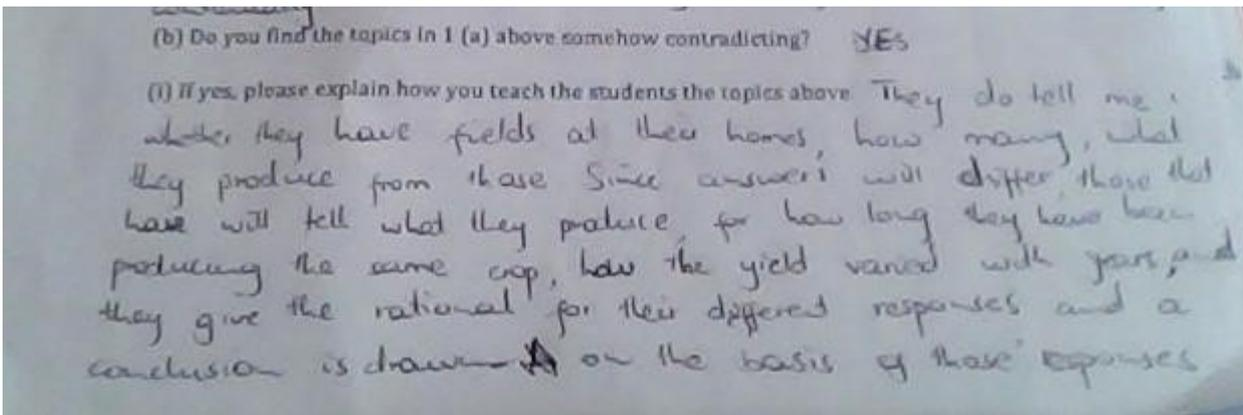 (b) Do you find the topics in 1 (a) above somehow contradicting? YES
(i) If yes, please explain how you teach the students the topics above They do tell me
whether they have fields at their homes, how many, what
they produce from those Since answers will differ those that
have will tell what they produce, for how long they have been
producing the same crop, how the yield varied with years, and
they give the rational for their different responses and a
conclusion is drawn on the basis of those responses